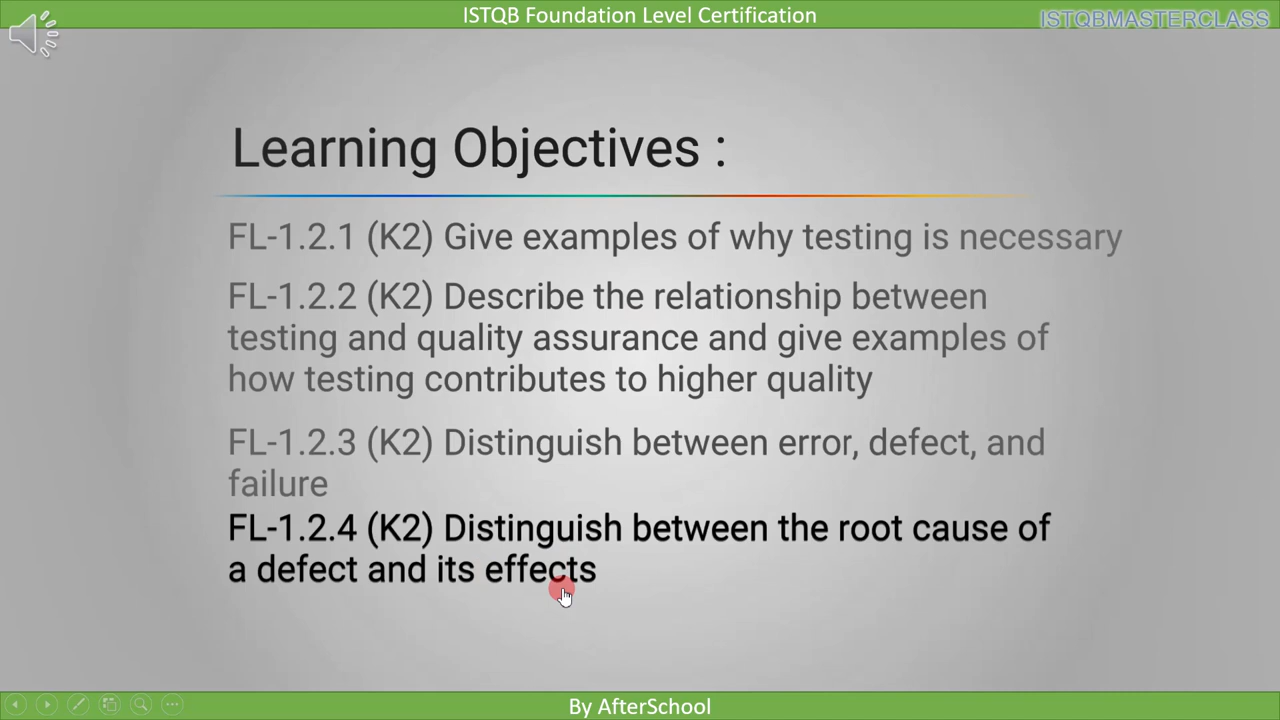 ISTQB Foundation Level Certification
ISTQBMASTERCLASS
Learning Objectives :
FL-1.2.1 (K2) Give examples of why testing is necessary
FL-1.2.2 (K2) Describe the relationship between
testing and quality assurance and give examples of
how testing contributes to higher quality
FL-1.2.3 (K2) Distinguish between error, defect, and
failure
FL-1.2.4 (K2) Distinguish between the root cause of
a defect and its effects
By AfterSchool